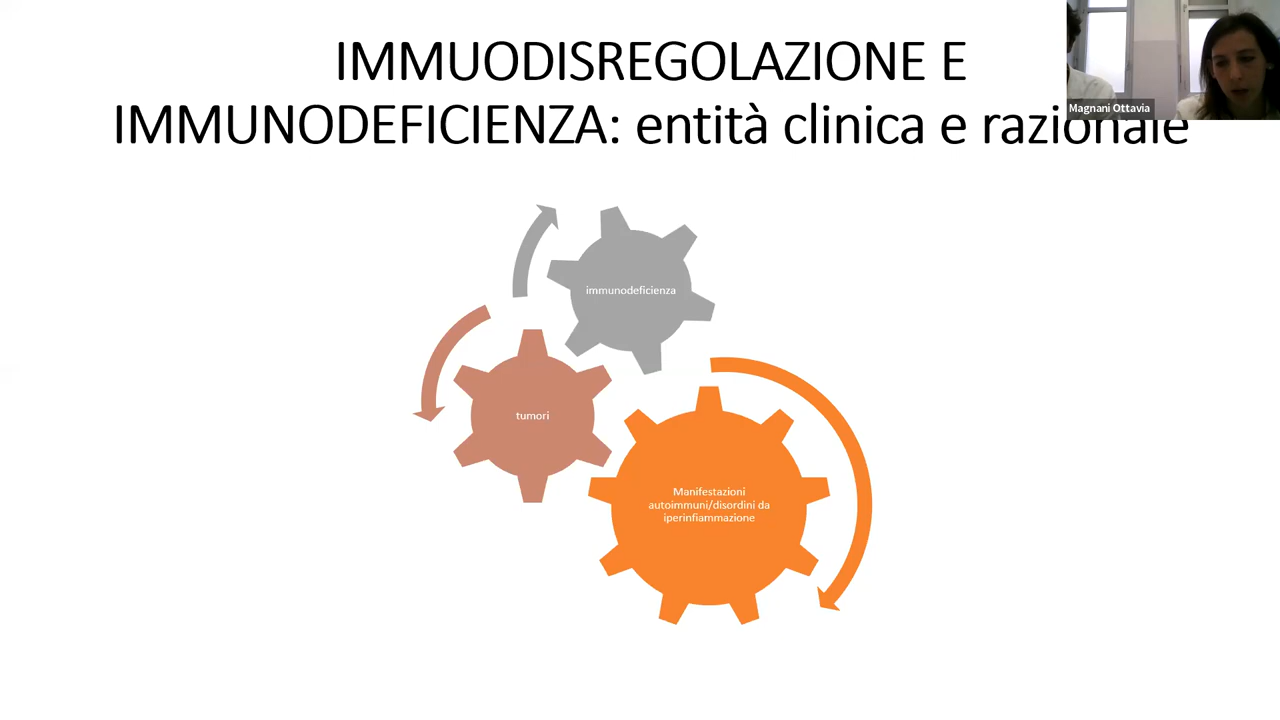 IMMUODISREGOLAZIONE E
IMMUNODEFICIENZA: entità clinica e razionale
Magnani Ottavia
immunodeficienza
tumori
Manifestazioni
autoimmuni/disordini da
iperinfiammazione